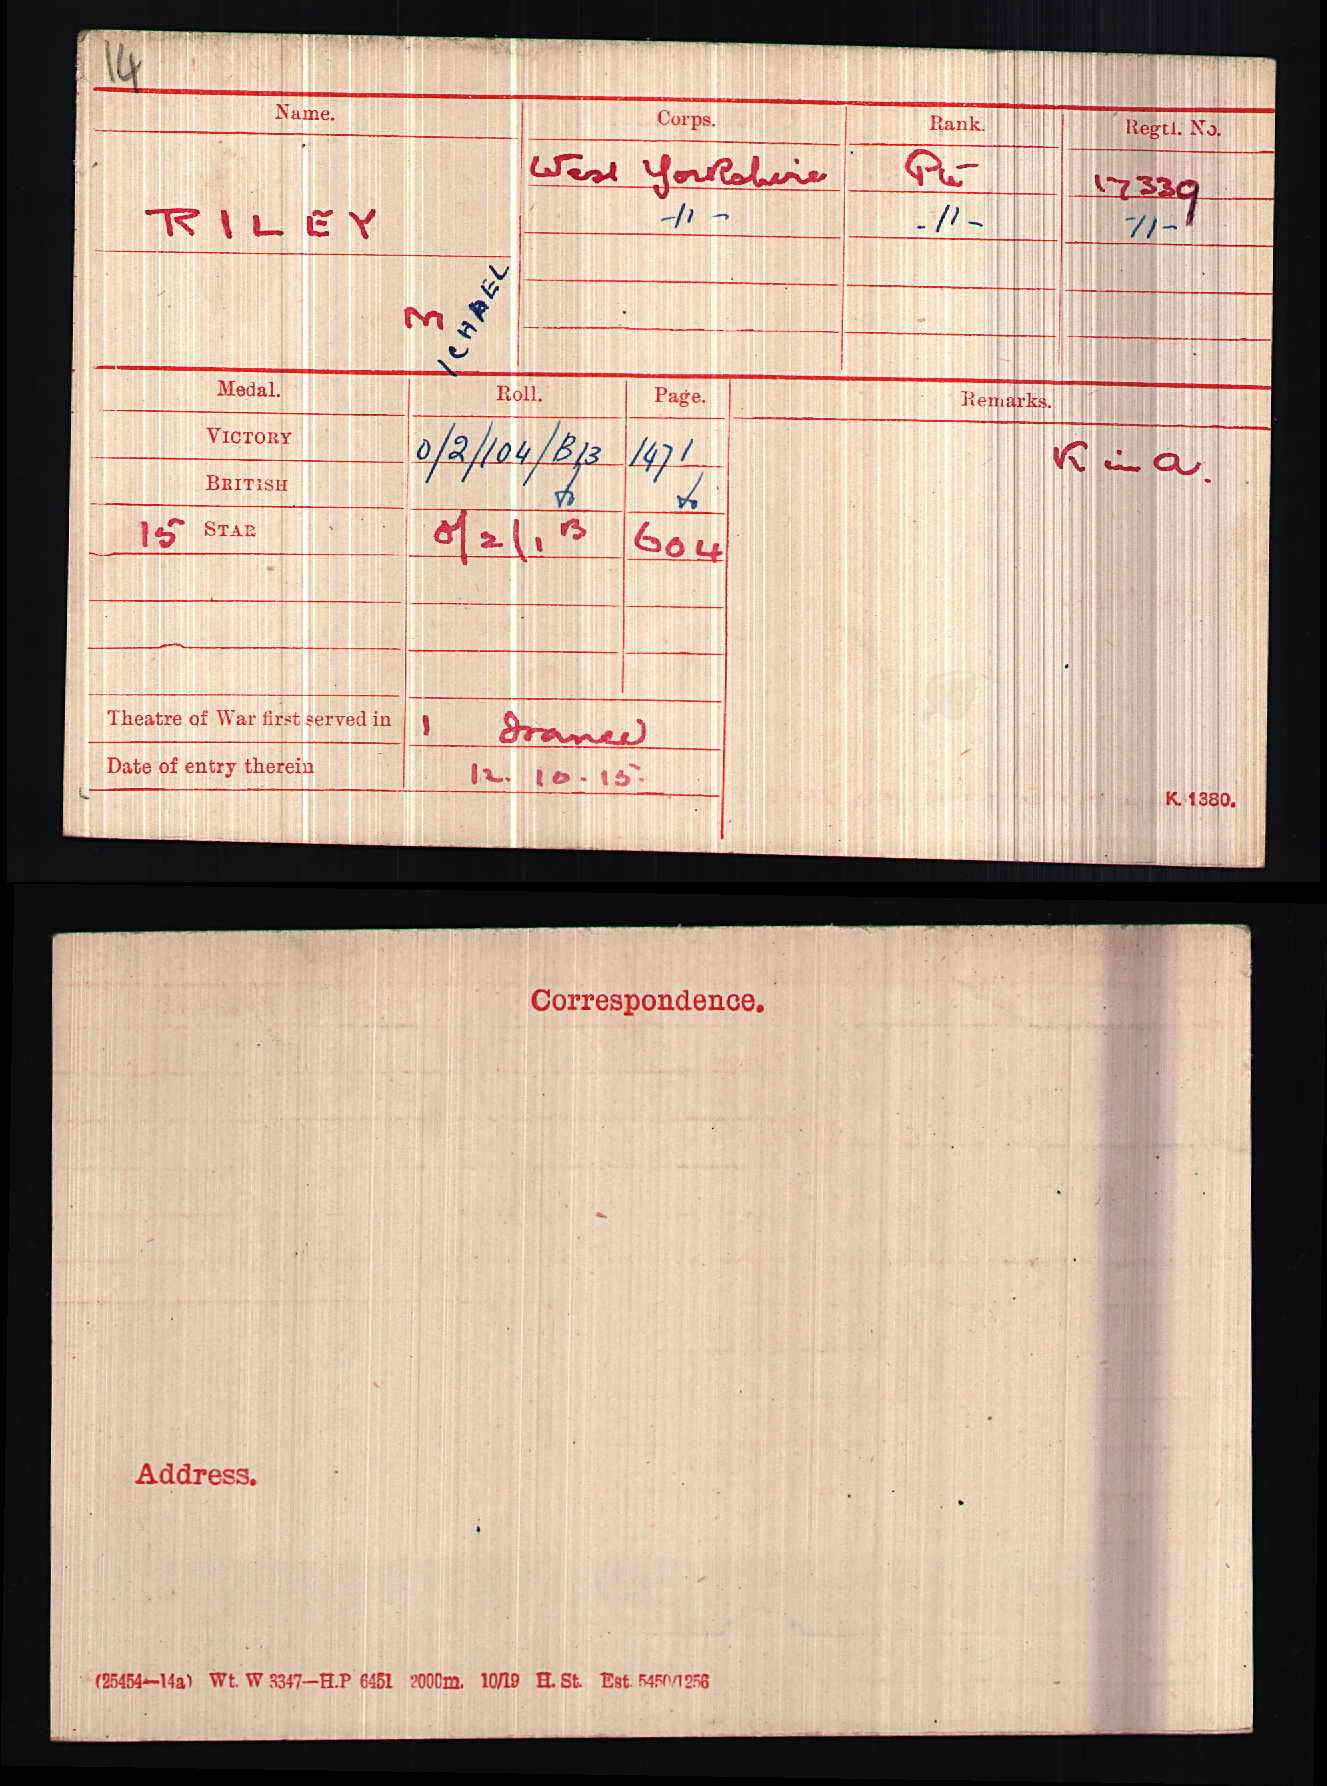 14
Name. Corps. Rank. Regtl. No.
West Yorkshire Pte 17339
RILEY -11- -11- -11-
MICHAEL
Medal. Roll. Page. Remarks.
VICTORY 0/2/104/B13 1471 K in a.
BRITISH do do
15 STAR 0/2/1 B 604
Theatre of War first served in 1 France
Date of entry therein 12.10.15.
K. 1380.
Correspondence.
Address.
(25454—14a) Wt. W 3347—H.P 6451 2000m. 10/19 H. St. Est. 5450/1256